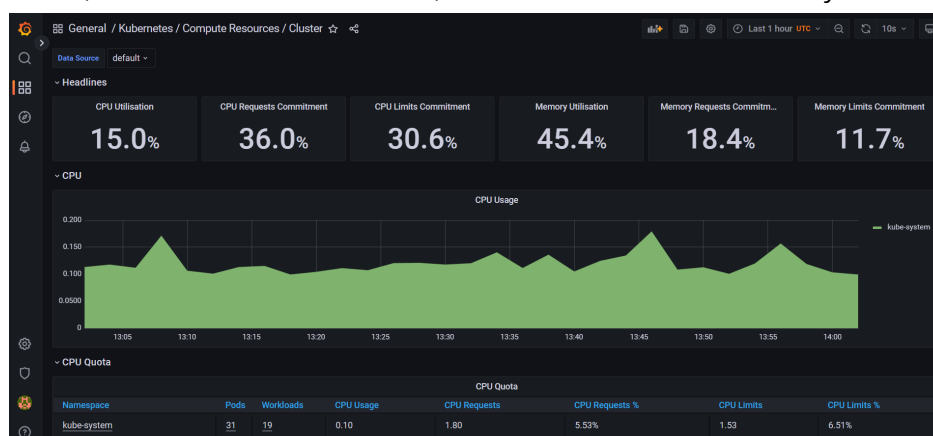 General / Kubernetes / Compute Resources / Cluster
Last 1 hour UTC
10s
Data Source default
Headlines
CPU Utilisation
15.0%
CPU Requests Commitment
36.0%
CPU Limits Commitment
30.6%
Memory Utilisation
45.4%
Memory Requests Commitm...
18.4%
Memory Limits Commitment
11.7%
CPU
CPU Usage
0.200
0.150
0.100
0.0500
0
13:05 13:10 13:15 13:20 13:25 13:30 13:35 13:40 13:45 13:50 13:55 14:00
kube-system
CPU Quota
CPU Quota
Namespace Pods Workloads CPU Usage CPU Requests CPU Requests % CPU Limits CPU Limits %
kube-system 31 19 0.10 1.80 5.53% 1.53 6.51%